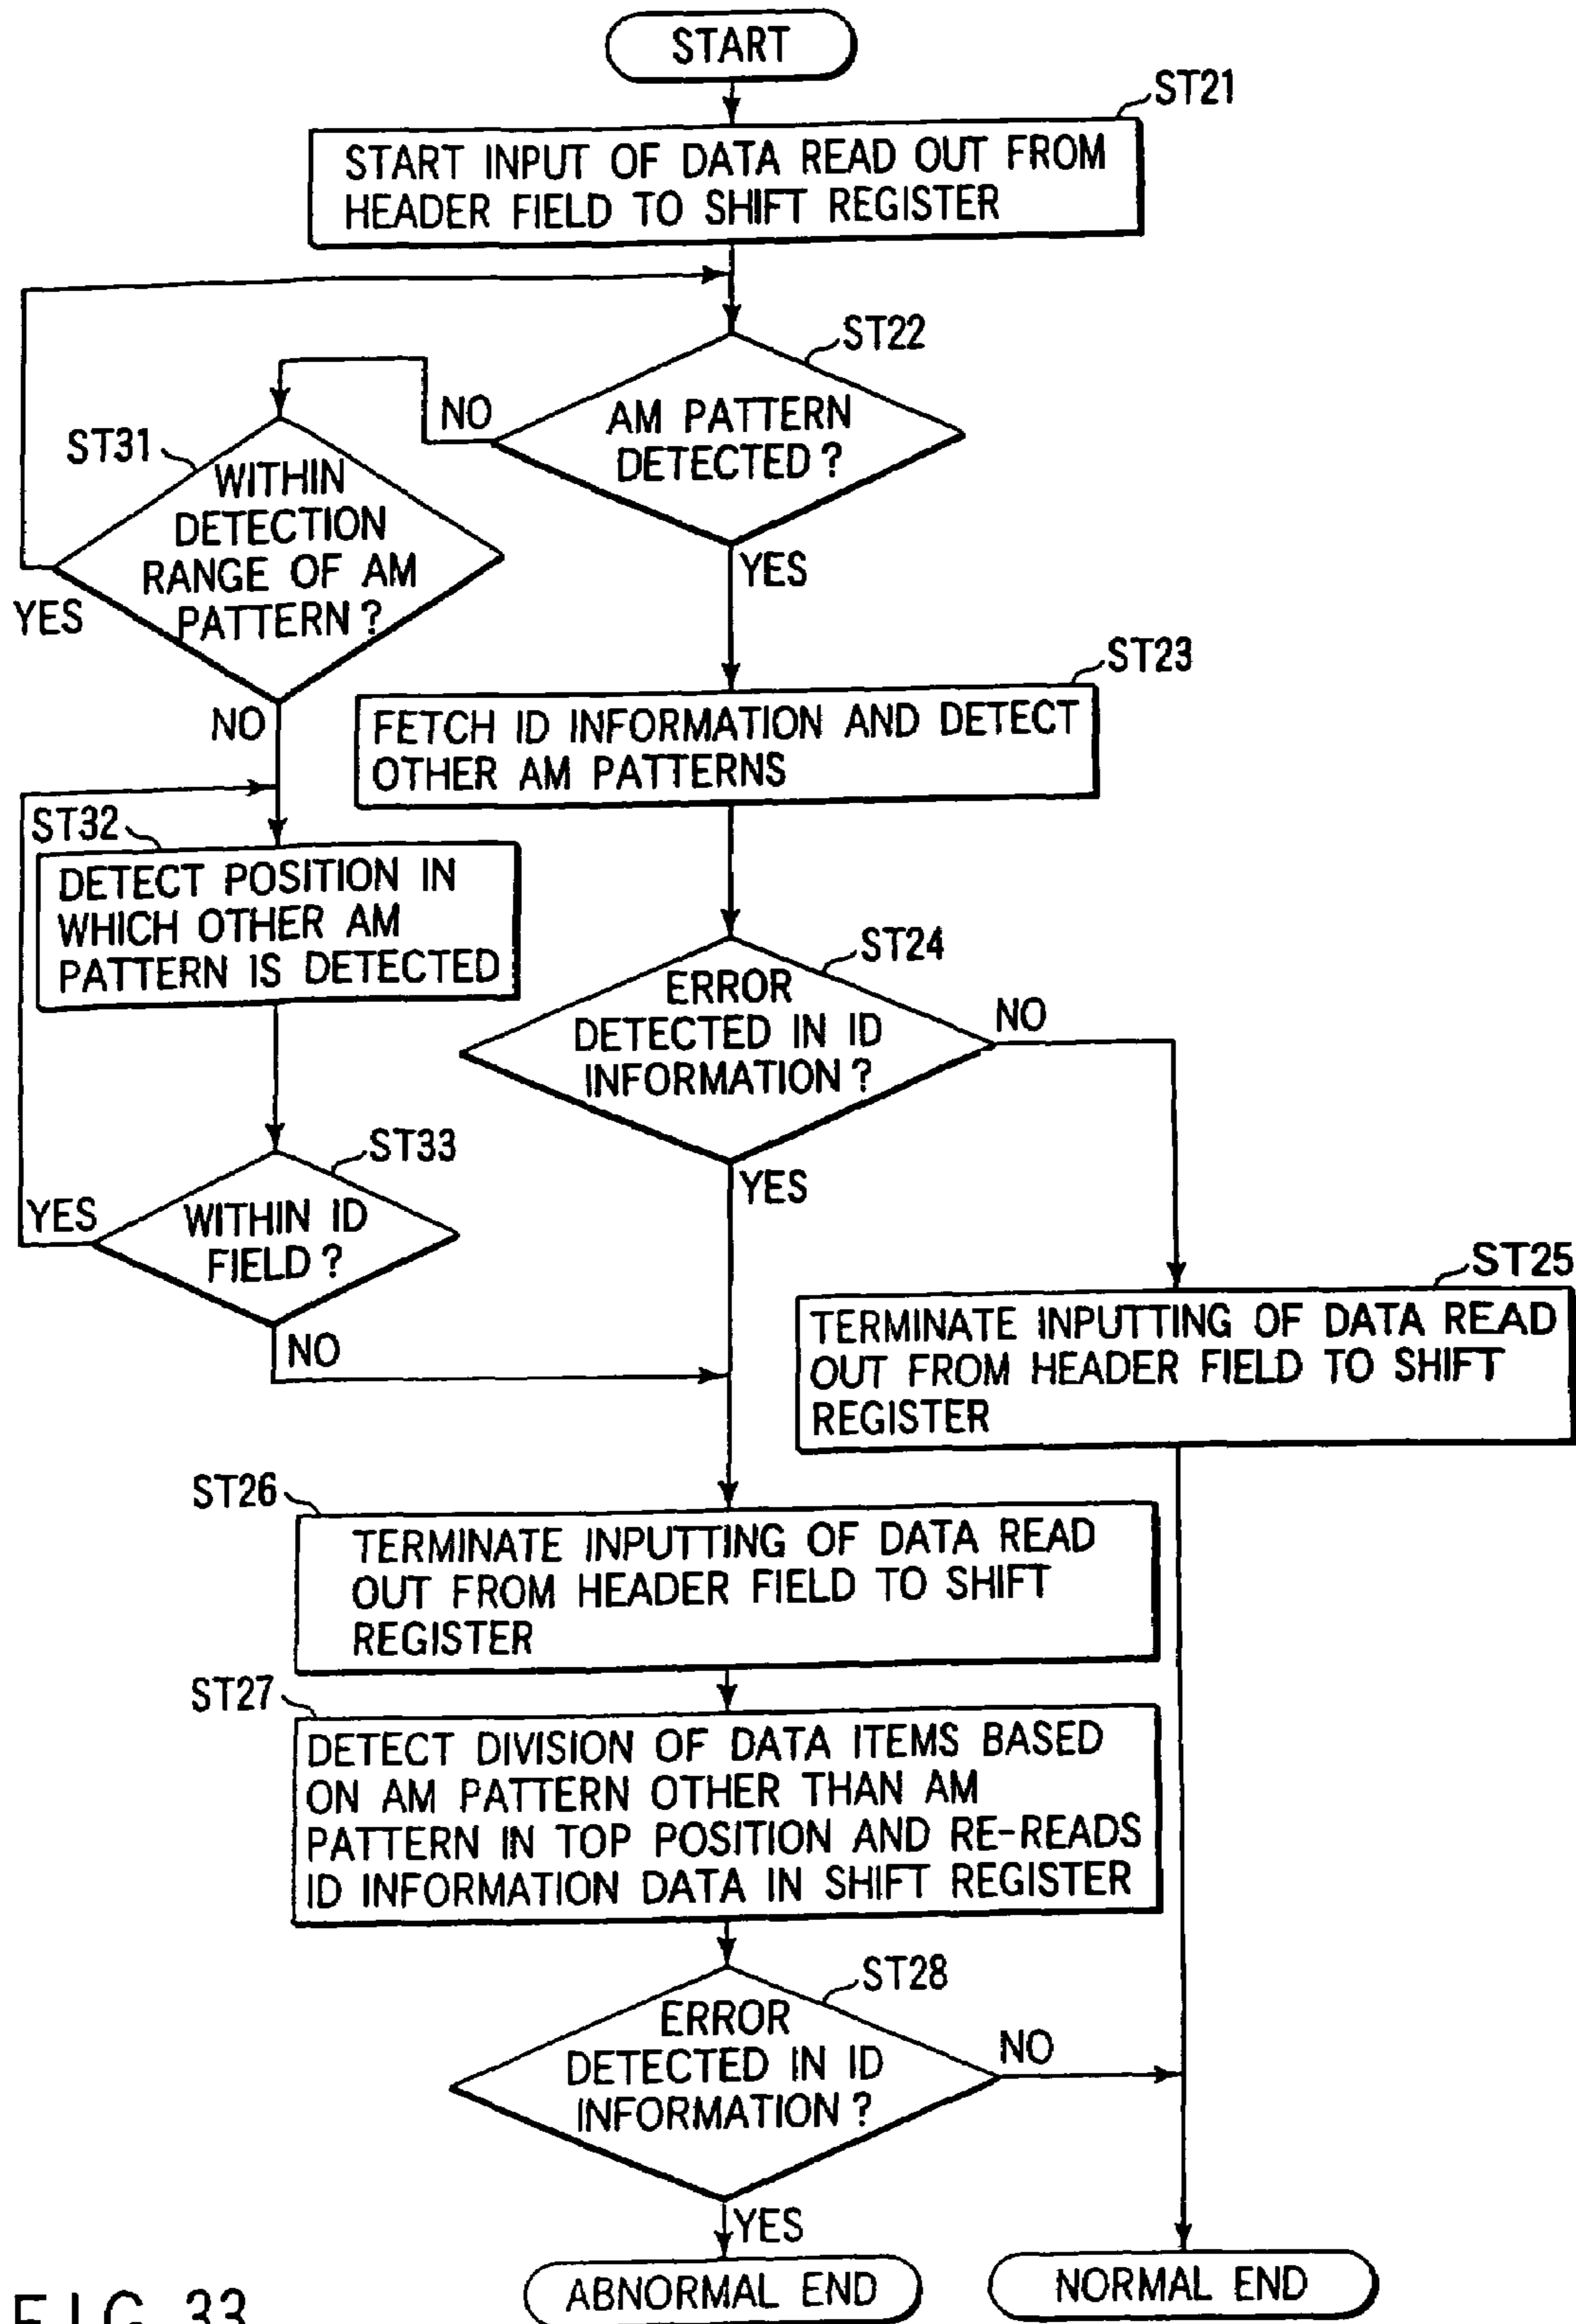 START
ST21
START INPUT OF DATA READ OUT FROM
HEADER FIELD TO SHIFT REGISTER
ST22
AM PATTERN
DETECTED?
NO
YES
ST31
WITHIN
DETECTION
RANGE OF AM
PATTERN?
YES
NO
ST23
FETCH ID INFORMATION AND DETECT
OTHER AM PATTERNS
ST32
DETECT POSITION IN
WHICH OTHER AM
PATTERN IS DETECTED
ST24
ERROR
DETECTED IN ID
INFORMATION?
NO
YES
ST33
WITHIN ID
FIELD?
YES
NO
ST25
TERMINATE INPUTTING OF DATA READ
OUT FROM HEADER FIELD TO SHIFT
REGISTER
ST26
TERMINATE INPUTTING OF DATA READ
OUT FROM HEADER FIELD TO SHIFT
REGISTER
ST27
DETECT DIVISION OF DATA ITEMS BASED
ON AM PATTERN OTHER THAN AM
PATTERN IN TOP POSITION AND RE-READS
ID INFORMATION DATA IN SHIFT REGISTER
ST28
ERROR
DETECTED IN ID
INFORMATION?
NO
YES
ABNORMAL END
NORMAL END
FIG. 33